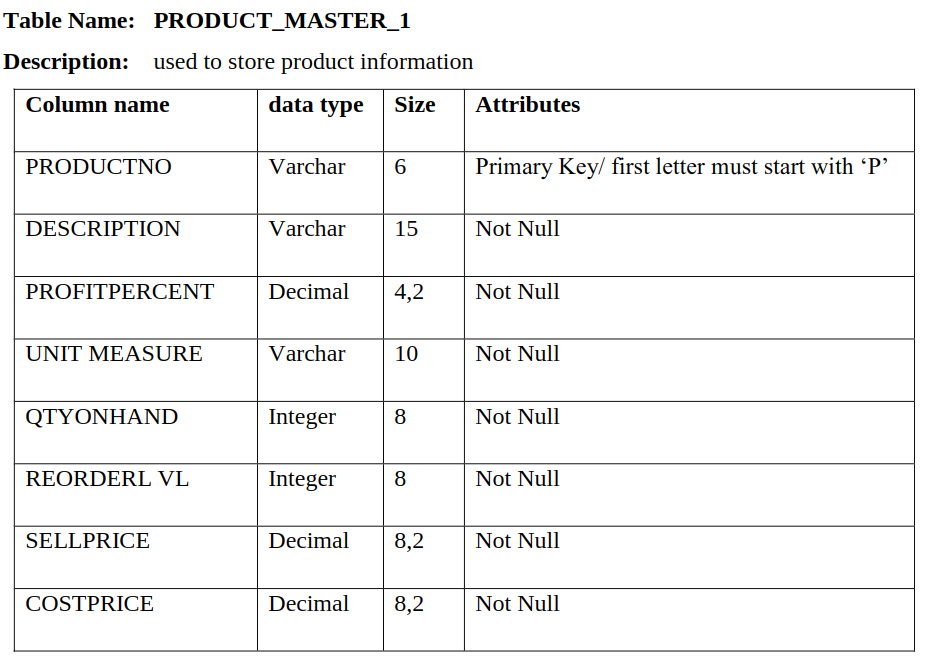 Table Name: PRODUCT_MASTER_1
Description: used to store product information
Column name data type Size Attributes
PRODUCTNO Varchar 6 Primary Key/ first letter must start with ‘P’
DESCRIPTION Varchar 15 Not Null
PROFITPERCENT Decimal 4,2 Not Null
UNIT MEASURE Varchar 10 Not Null
QTYONHAND Integer 8 Not Null
REORDERL VL Integer 8 Not Null
SELLPRICE Decimal 8,2 Not Null
COSTPRICE Decimal 8,2 Not Null